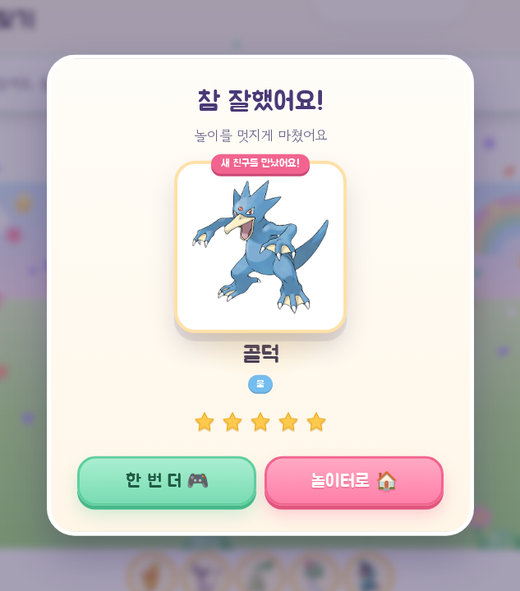 참 잘했어요!
놀이를 멋지게 마쳤어요
새 친구를 만났어요!
골덕
물
한 번 더
놀이터로